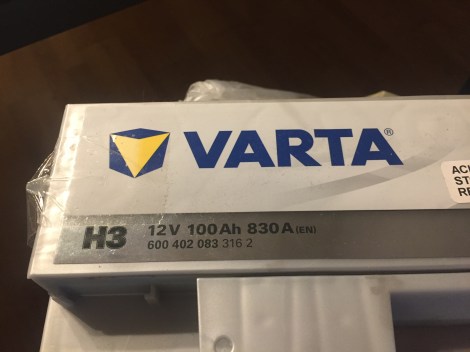 VARTA®
H3 12V 100Ah 830A (EN)
600 402 083 316 2